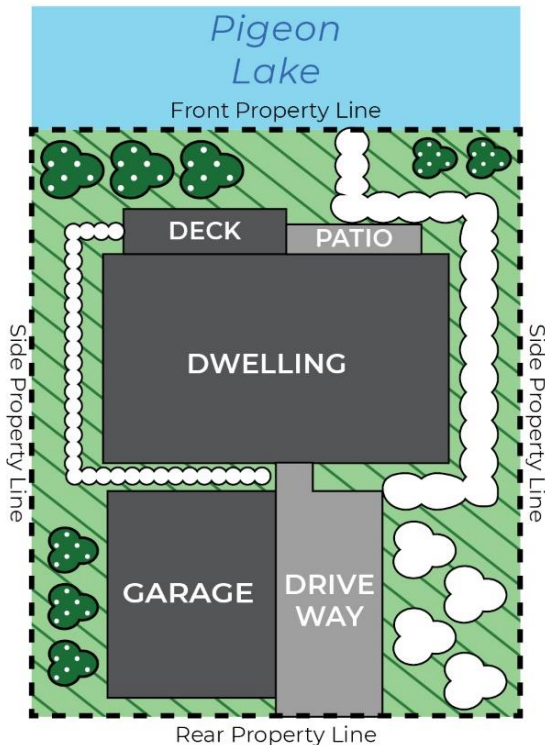 Pigeon
Lake
Front Property Line
DECK
PATIO
Side Property Line
DWELLING
Side Property Line
GARAGE
DRIVE
WAY
Rear Property Line